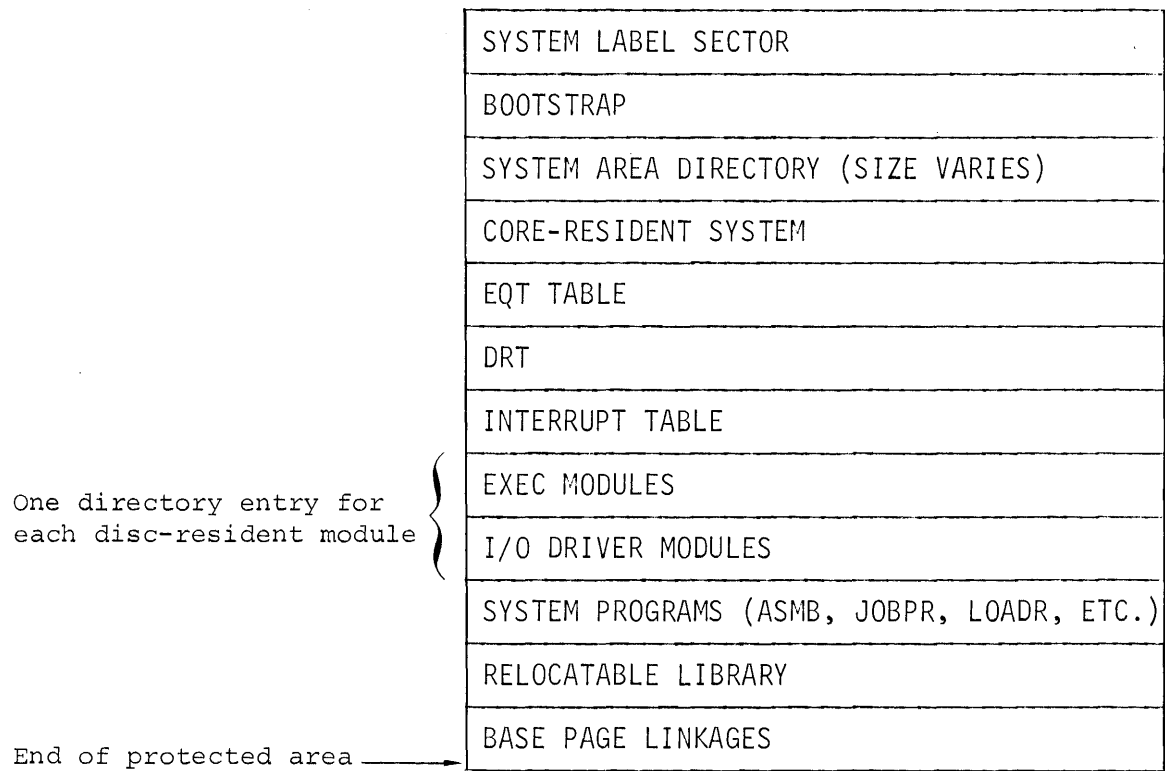 SYSTEM LABEL SECTOR
BOOTSTRAP
SYSTEM AREA DIRECTORY (SIZE VARIES)
CORE-RESIDENT SYSTEM
EQT TABLE
DRT
INTERRUPT TABLE
One directory entry for
each disc-resident module
EXEC MODULES
I/O DRIVER MODULES
SYSTEM PROGRAMS (ASMB, JOBPR, LOADR, ETC.)
RELOCATABLE LIBRARY
BASE PAGE LINKAGES
End of protected area